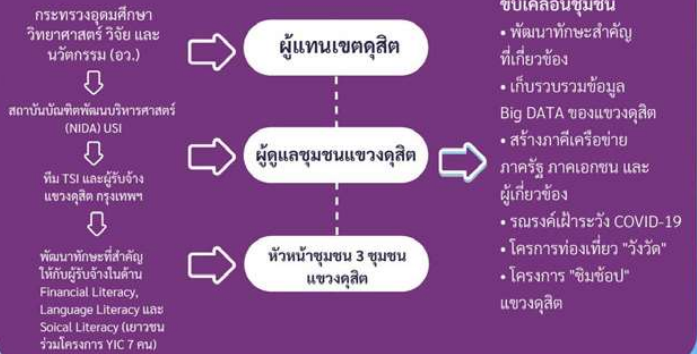 กระทรวงอุดมศึกษา
วิทยาศาสตร์ วิจัย และ
นวัตกรรม (อว.)
สถาบันบัณฑิตพัฒนบริหารศาสตร์
(NIDA) USI
ทีม TSI และผู้รับจ้าง
แขวงดุสิต กรุงเทพฯ
พัฒนาทักษะที่สำคัญ
ให้กับผู้รับจ้างในด้าน
Financial Literacy,
Language Literacy และ
Soical Literacy (เยาวชน
ร่วมโครงการ YIC 7 คน)
ผู้แทนเขตดุสิต
ผู้ดูแลชุมชนแขวงดุสิต
หัวหน้าชุมชน 3 ชุมชน
แขวงดุสิต
ขับเคลื่อนชุมชน
• พัฒนาทักษะสำคัญ
ที่เกี่ยวข้อง
• เก็บรวบรวมข้อมูล
Big DATA ของแขวงดุสิต
• สร้างภาคีเครือข่าย
ภาครัฐ ภาคเอกชน และ
ผู้เกี่ยวข้อง
• รณรงค์เฝ้าระวัง COVID-19
• โครการท่องเที่ยว "วังวัด"
• โครงการ "ชิมช้อป"
แขวงดุสิต